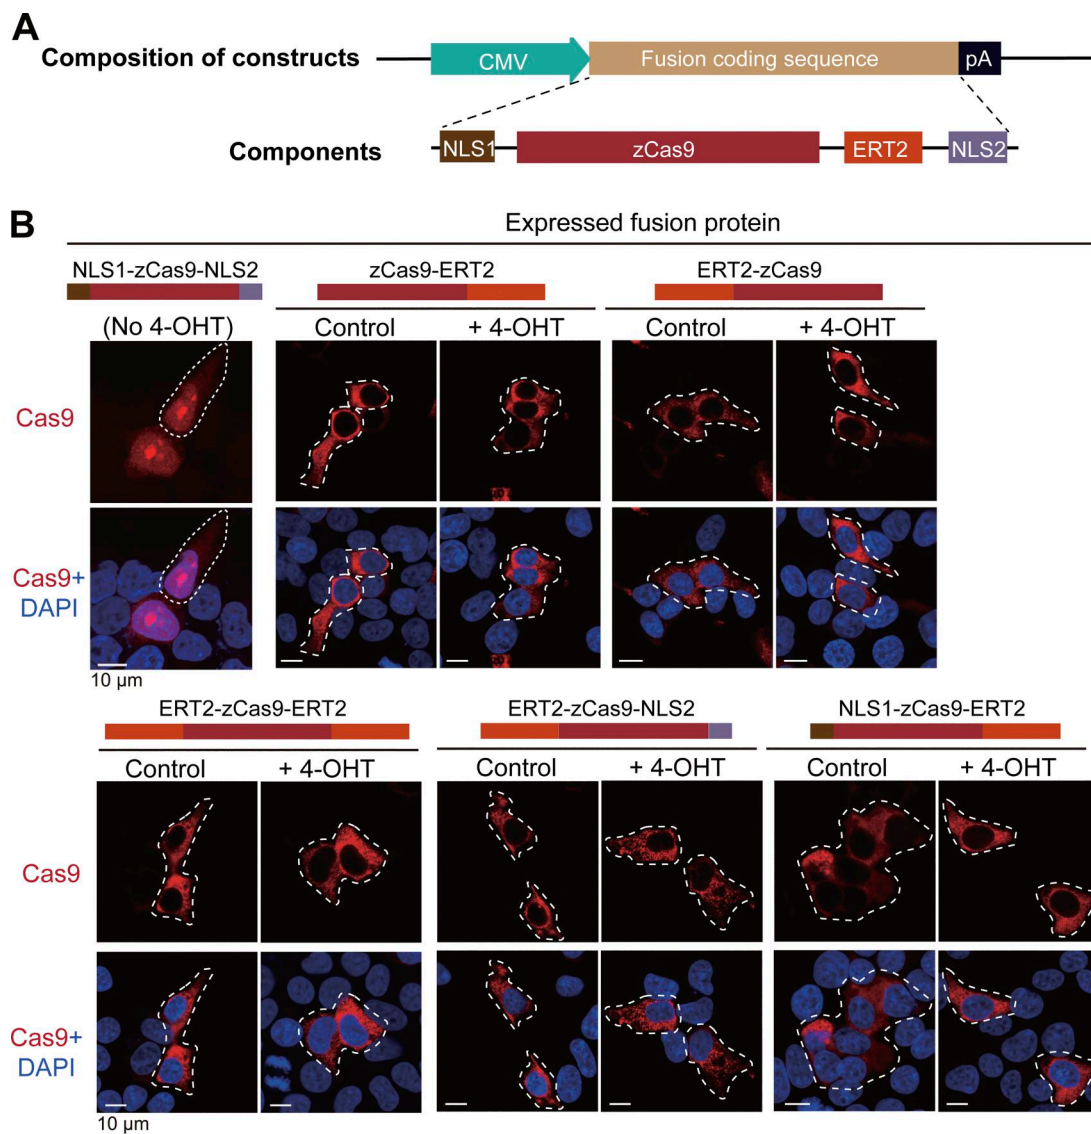 A
Composition of constructs
CMV
Fusion coding sequence
pA
Components
NLS1
zCas9
ERT2
NLS2
B
Expressed fusion protein
NLS1-zCas9-NLS2
zCas9-ERT2
ERT2-zCas9
(No 4-OHT)
Control
+ 4-OHT
Control
+ 4-OHT
Cas9
Cas9+
DAPI
10 µm
ERT2-zCas9-ERT2
ERT2-zCas9-NLS2
NLS1-zCas9-ERT2
Control
+ 4-OHT
Control
+ 4-OHT
Control
+ 4-OHT
Cas9
Cas9+
DAPI
10 µm